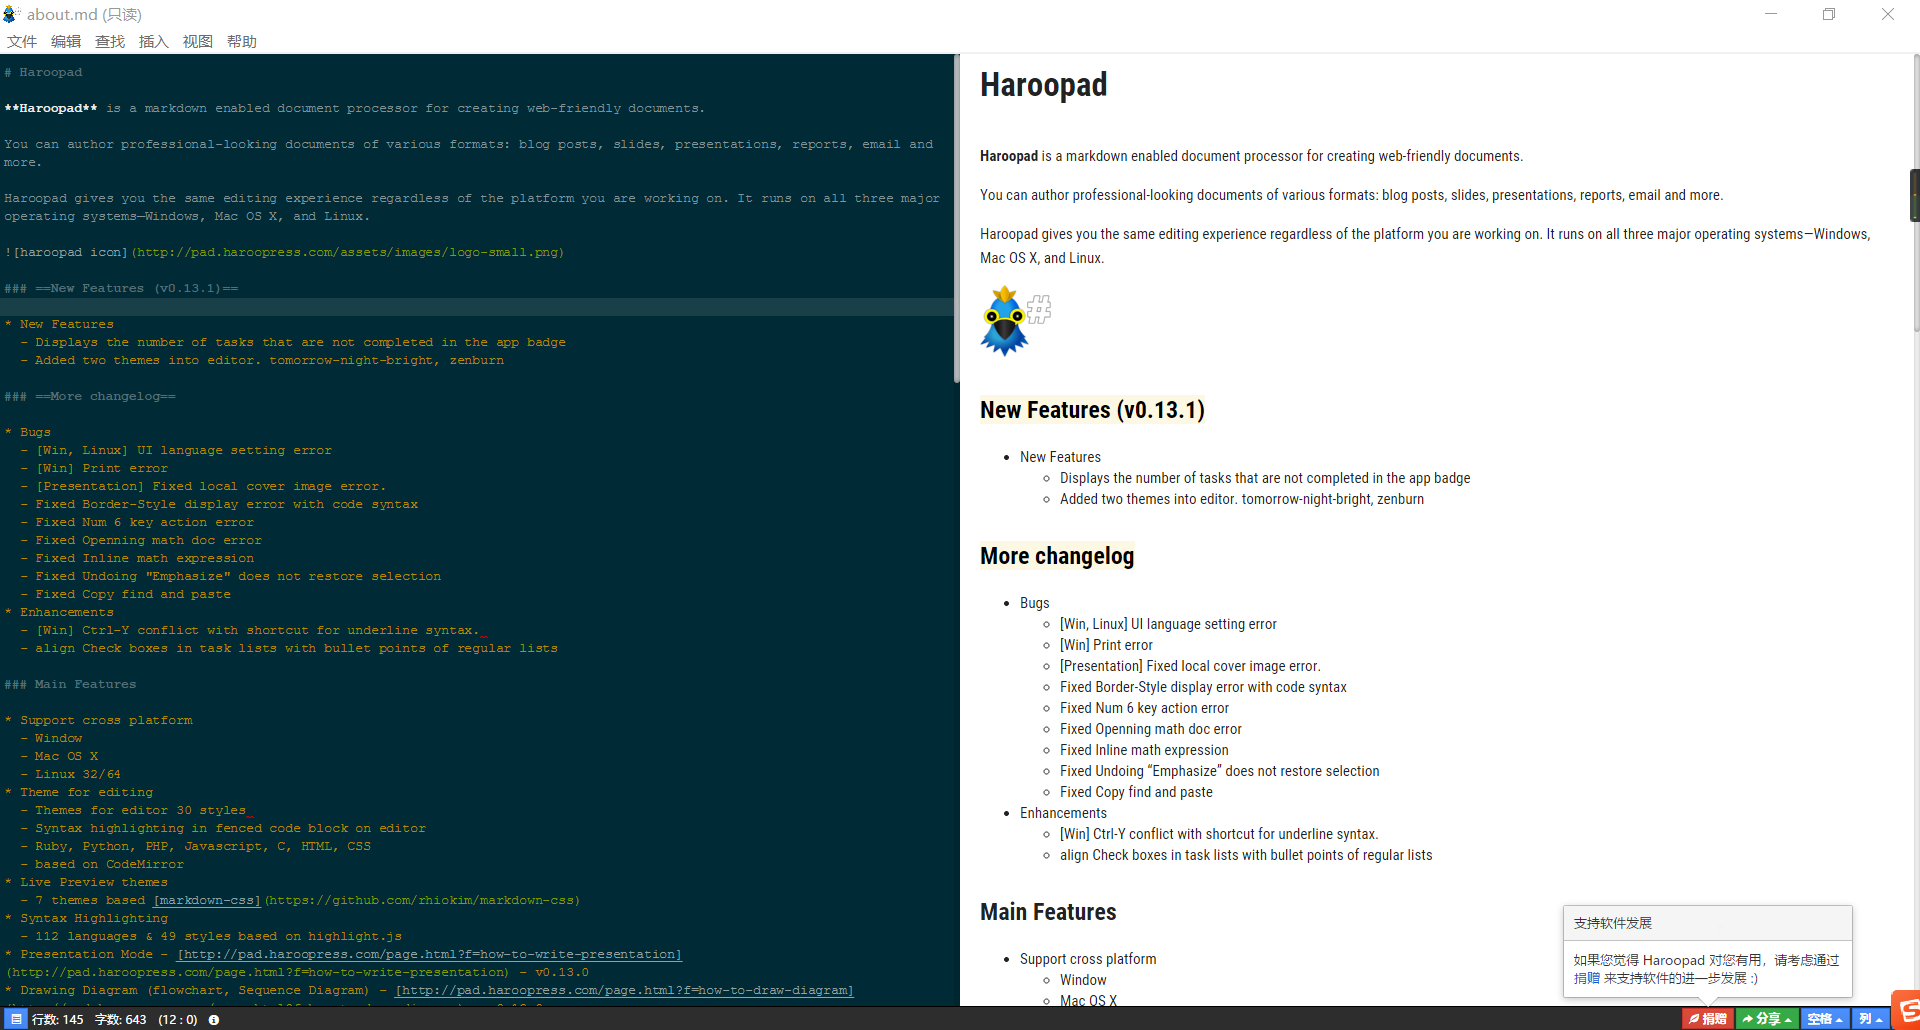 about.md (只读)
文件 编辑 查找 插入 视图 帮助
# Haroopad
**Haroopad** is a markdown enabled document processor for creating web-friendly documents.
You can author professional-looking documents of various formats: blog posts, slides, presentations, reports, email and
more.
Haroopad gives you the same editing experience regardless of the platform you are working on. It runs on all three major
operating systems—Windows, Mac OS X, and Linux.
![haroopad icon](http://pad.haroopress.com/assets/images/logo-small.png)
### ==New Features (v0.13.1)==
* New Features
- Displays the number of tasks that are not completed in the app badge
- Added two themes into editor. tomorrow-night-bright, zenburn
### ==More changelog==
* Bugs
- [Win, Linux] UI language setting error
- [Win] Print error
- [Presentation] Fixed local cover image error.
- Fixed Border-Style display error with code syntax
- Fixed Num 6 key action error
- Fixed Openning math doc error
- Fixed Inline math expression
- Fixed Undoing "Emphasize" does not restore selection
- Fixed Copy find and paste
* Enhancements
- [Win] Ctrl-Y conflict with shortcut for underline syntax.
- align Check boxes in task lists with bullet points of regular lists
### Main Features
* Support cross platform
- Window
- Mac OS X
- Linux 32/64
* Theme for editing
- Themes for editor 30 styles
- Syntax highlighting in fenced code block on editor
- Ruby, Python, PHP, Javascript, C, HTML, CSS
- based on CodeMirror
* Live Preview themes
- 7 themes based [markdown-css](https://github.com/rhiokim/markdown-css)
* Syntax Highlighting
- 112 languages & 49 styles based on highlight.js
* Presentation Mode - [http://pad.haroopress.com/page.html?f=how-to-write-presentation]
(http://pad.haroopress.com/page.html?f=how-to-write-presentation) - v0.13.0
* Drawing Diagram (flowchart, Sequence Diagram) - [http://pad.haroopress.com/page.html?f=how-to-draw-diagram]
Haroopad
Haroopad is a markdown enabled document processor for creating web-friendly documents.
You can author professional-looking documents of various formats: blog posts, slides, presentations, reports, email and more.
Haroopad gives you the same editing experience regardless of the platform you are working on. It runs on all three major operating systems—Windows,
Mac OS X, and Linux.
#
New Features (v0.13.1)
New Features
Displays the number of tasks that are not completed in the app badge
Added two themes into editor. tomorrow-night-bright, zenburn
More changelog
Bugs
[Win, Linux] UI language setting error
[Win] Print error
[Presentation] Fixed local cover image error.
Fixed Border-Style display error with code syntax
Fixed Num 6 key action error
Fixed Openning math doc error
Fixed Inline math expression
Fixed Undoing “Emphasize” does not restore selection
Fixed Copy find and paste
Enhancements
[Win] Ctrl-Y conflict with shortcut for underline syntax.
align Check boxes in task lists with bullet points of regular lists
Main Features
Support cross platform
Window
Mac OS X
支持软件发展
如果您觉得 Haroopad 对您有用，请考虑通过
捐赠 来支持软件的进一步发展 :)
行数: 145 字数: 643 (12 : 0)
捐赠 分享 空格 列